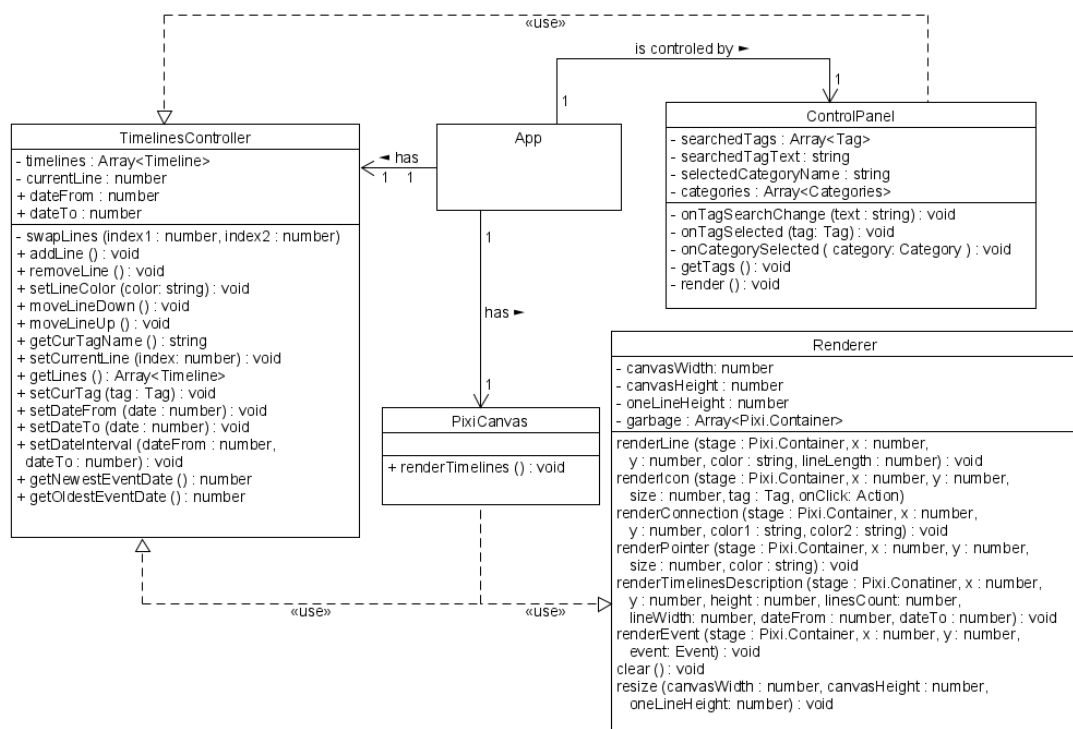 «use»
is controled by ►
1
1
TimelinesController
- timelines : Array<Timeline>
- currentLine : number
+ dateFrom : number
+ dateTo : number
- swapLines (index1 : number, index2 : number)
+ addLine () : void
+ removeLine () : void
+ setLineColor (color: string) : void
+ moveLineDown () : void
+ moveLineUp () : void
+ getCurTagName () : string
+ setCurrentLine (index: number) : void
+ getLines () : Array<Timeline>
+ setCurTag (tag : Tag) : void
+ setDateFrom (date : number) : void
+ setDateTo (date : number) : void
+ setDateInterval (dateFrom : number,
dateTo : number) : void
+ getNewestEventDate () : number
+ getOldestEventDate () : number
◄ has
1 1
App
1
has ►
1
ControlPanel
- searchedTags : Array<Tag>
- searchedTagText : string
- selectedCategoryName : string
- categories : Array<Categories>
- onTagSearchChange (text : string) : void
- onTagSelected (tag: Tag) : void
- onCategorySelected ( category: Category ) : void
- getTags () : void
- render () : void
PixiCanvas
+ renderTimelines () : void
«use»
«use»
Renderer
- canvasWidth: number
- canvasHeight : number
- oneLineHeight : number
- garbage : Array<Pixi.Container>
renderLine (stage : Pixi.Container, x : number,
y : number, color : string, lineLength : number) : void
renderIcon (stage : Pixi.Container, x : number, y : number,
size : number, tag : Tag, onClick: Action)
renderConnection (stage : Pixi.Container, x : number,
y : number, color1 : string, color2 : string) : void
renderPointer (stage : Pixi.Container, x : number, y : number,
size : number, color : string) : void
renderTimelinesDescription (stage : Pixi.Conatiner, x : number,
y : number, height : number, linesCount: number,
lineWidth: number, dateFrom : number, dateTo : number) : void
renderEvent (stage : Pixi.Container, x : number, y : number,
event: Event) : void
clear () : void
resize (canvasWidth : number, canvasHeight : number,
oneLineHeight: number) : void